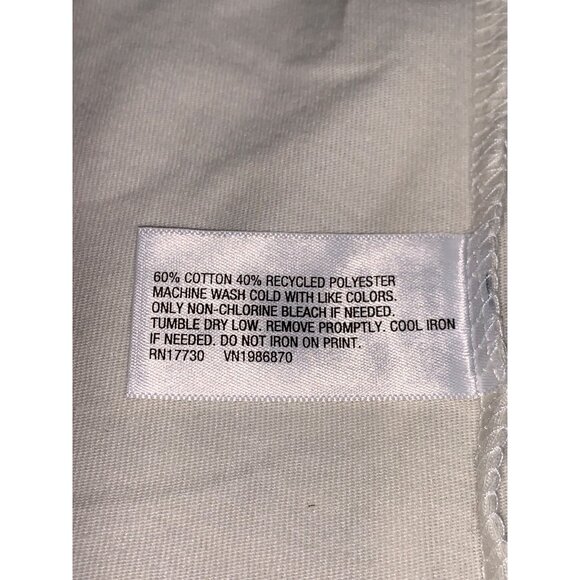 60% COTTON 40% RECYCLED POLYESTER
MACHINE WASH COLD WITH LIKE COLORS.
ONLY NON-CHLORINE BLEACH IF NEEDED.
TUMBLE DRY LOW. REMOVE PROMPTLY. COOL IRON
IF NEEDED. DO NOT IRON ON PRINT.
RN17730 VN1986870